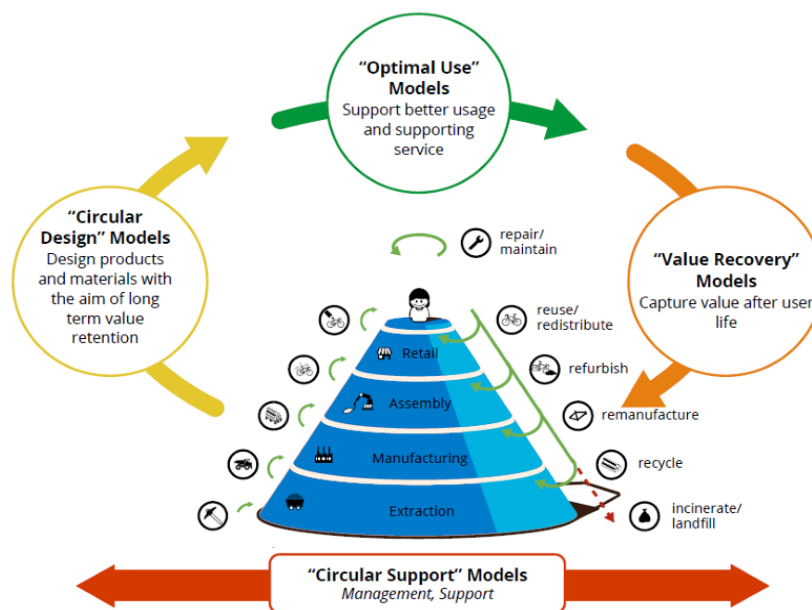 “Optimal Use”
Models
Support better usage
and supporting
service
“Circular
Design” Models
Design products
and materials with
the aim of long
term value
retention
“Value Recovery”
Models
Capture value after user
life
repair/
maintain
reuse/
redistribute
refurbish
remanufacture
recycle
incinerate/
landfill
Retail
Assembly
Manufacturing
Extraction
“Circular Support” Models
Management, Support